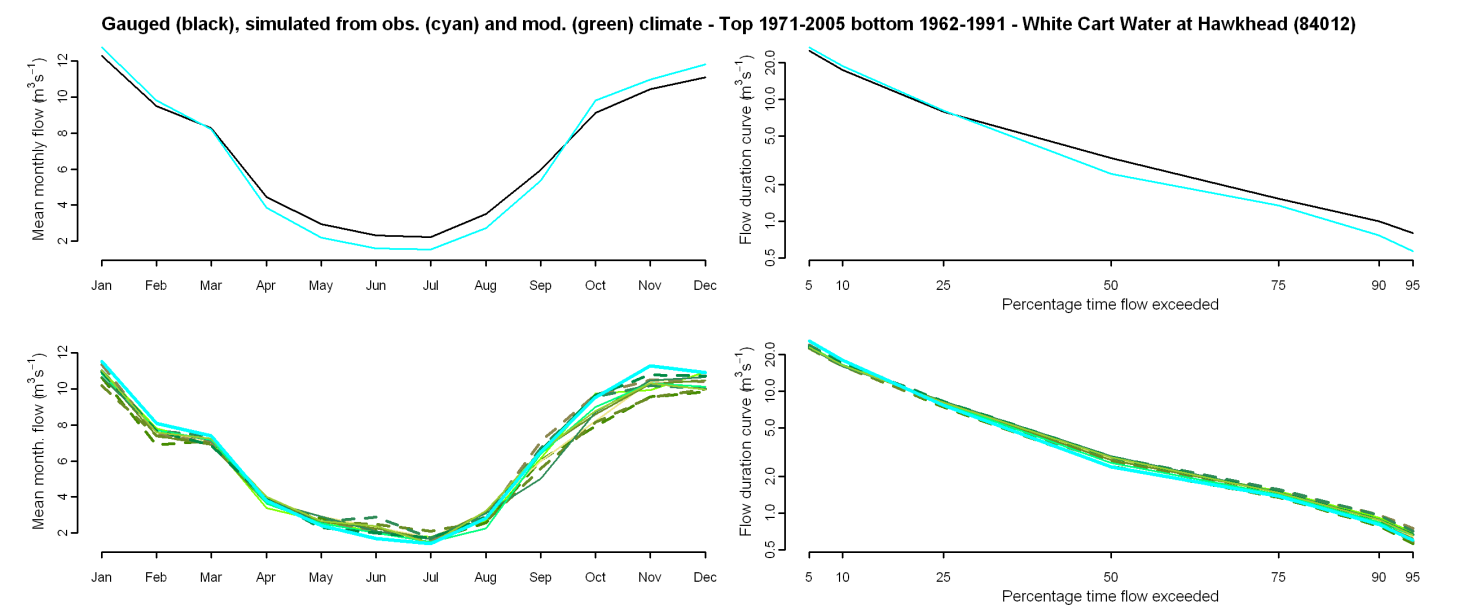 Gauged (black), simulated from obs. (cyan) and mod. (green) climate - Top 1971-2005 bottom 1962-1991 - White Cart Water at Hawkhead (84012)
Mean monthly flow (m³s⁻¹)
12
10
8
6
4
2
Jan Feb Mar Apr May Jun Jul Aug Sep Oct Nov Dec
Flow duration curve (m³s⁻¹)
20.0
10.0
5.0
2.0
1.0
0.5
5 10 25 50 75 90 95
Percentage time flow exceeded
Mean month. flow (m³s⁻¹)
12
10
8
6
4
2
Jan Feb Mar Apr May Jun Jul Aug Sep Oct Nov Dec
Flow duration curve (m³s⁻¹)
20.0
10.0
5.0
2.0
1.0
0.5
5 10 25 50 75 90 95
Percentage time flow exceeded